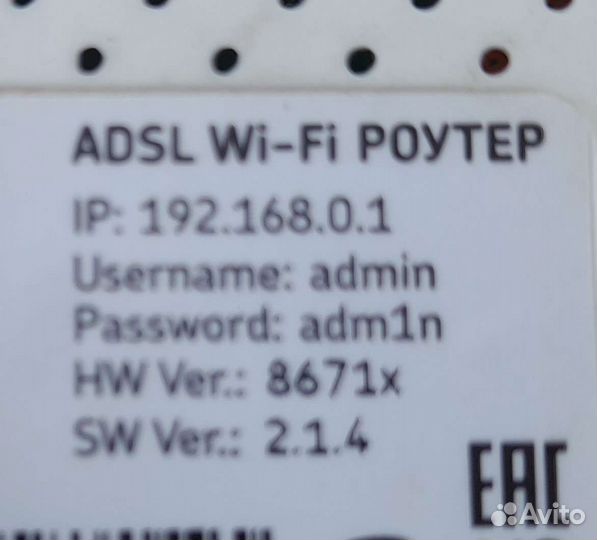 ADSL Wi-Fi РОУТЕР
IP: 192.168.0.1
Username: admin
Password: adm1n
HW Ver.: 8671x
SW Ver.: 2.1.4
EAC
Avito